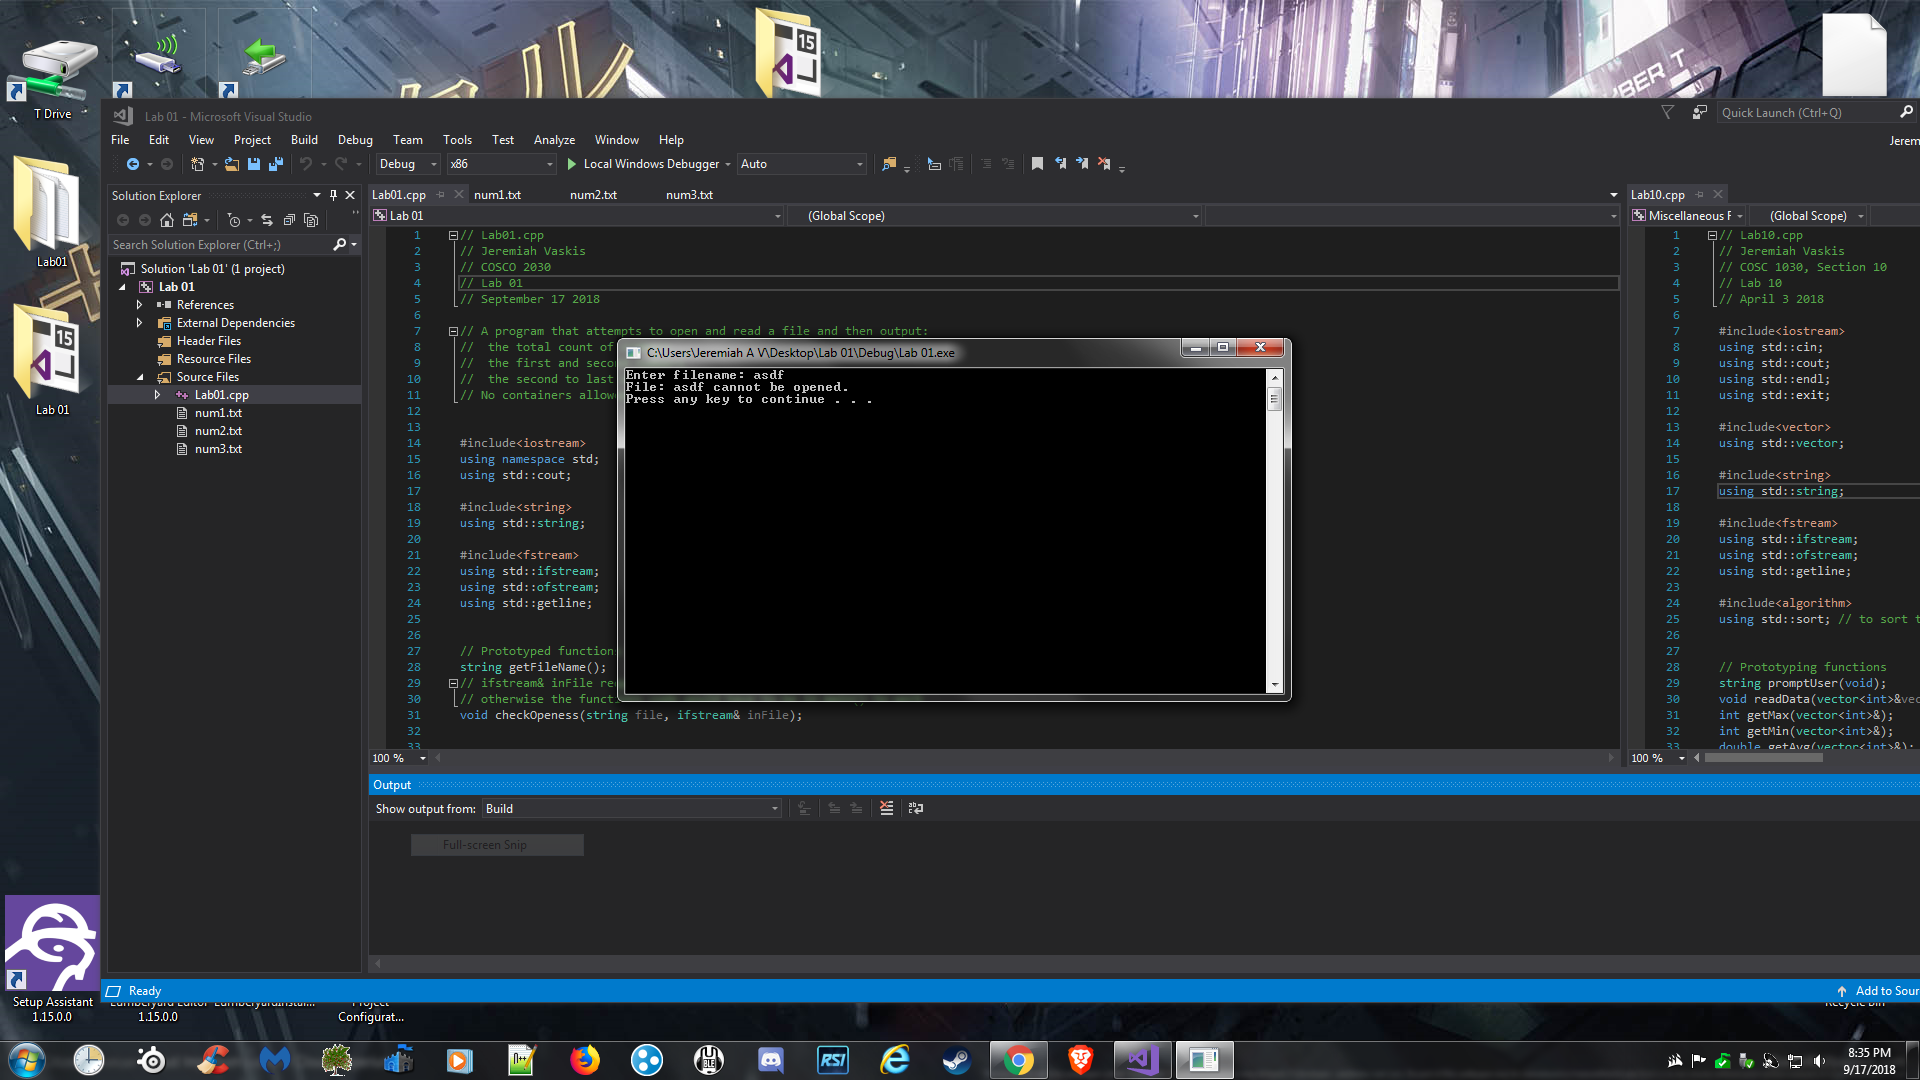 15
T Drive
Lab 01 - Microsoft Visual Studio
Quick Launch (Ctrl+Q)
File Edit View Project Build Debug Team Tools Test Analyze Window Help
Jerem
Debug x86 Local Windows Debugger Auto
Solution Explorer
Search Solution Explorer (Ctrl+;)
Solution 'Lab 01' (1 project)
Lab 01
References
External Dependencies
Header Files
Resource Files
Source Files
Lab01.cpp
num1.txt
num2.txt
num3.txt
Lab01.cpp num1.txt num2.txt num3.txt
Lab 01 (Global Scope)
1 // Lab01.cpp
2 // Jeremiah Vaskis
3 // COSCO 2030
4 // Lab 01
5 // September 17 2018
6
7 // A program that attempts to open and read a file and then output:
8 // the total count of
9 // the first and seco
10 // the second to last
11 // No containers allow
12
13
14 #include<iostream>
15 using namespace std;
16 using std::cout;
17
18 #include<string>
19 using std::string;
20
21 #include<fstream>
22 using std::ifstream;
23 using std::ofstream;
24 using std::getline;
25
26
27 // Prototyped function
28 string getFileName();
29 // ifstream& inFile re
30 // otherwise the funct
31 void checkOpeness(string file, ifstream& inFile);
32
33
100 %
C:\Users\Jeremiah A V\Desktop\Lab 01\Debug\Lab 01.exe
Enter filename: asdf
File: asdf cannot be opened.
Press any key to continue . . .
Lab10.cpp
Miscellaneous F (Global Scope)
1 // Lab10.cpp
2 // Jeremiah Vaskis
3 // COSC 1030, Section 10
4 // Lab 10
5 // April 3 2018
6
7 #include<iostream>
8 using std::cin;
9 using std::cout;
10 using std::endl;
11 using std::exit;
12
13 #include<vector>
14 using std::vector;
15
16 #include<string>
17 using std::string;
18
19 #include<fstream>
20 using std::ifstream;
21 using std::ofstream;
22 using std::getline;
23
24 #include<algorithm>
25 using std::sort; // to sort t
26
27
28 // Prototyping functions
29 string promptUser(void);
30 void readData(vector<int>&vec
31 int getMax(vector<int>&);
32 int getMin(vector<int>&);
33 double getAvg(vector<int>&);
100 %
Output
Show output from: Build
Full-screen Snip
Ready
Add to Sour
Lab01
15
Lab 01
Setup Assistant
1.15.0.0
1.15.0.0
Project
Configurat...
Recycle Bin
RSI
8:35 PM
9/17/2018